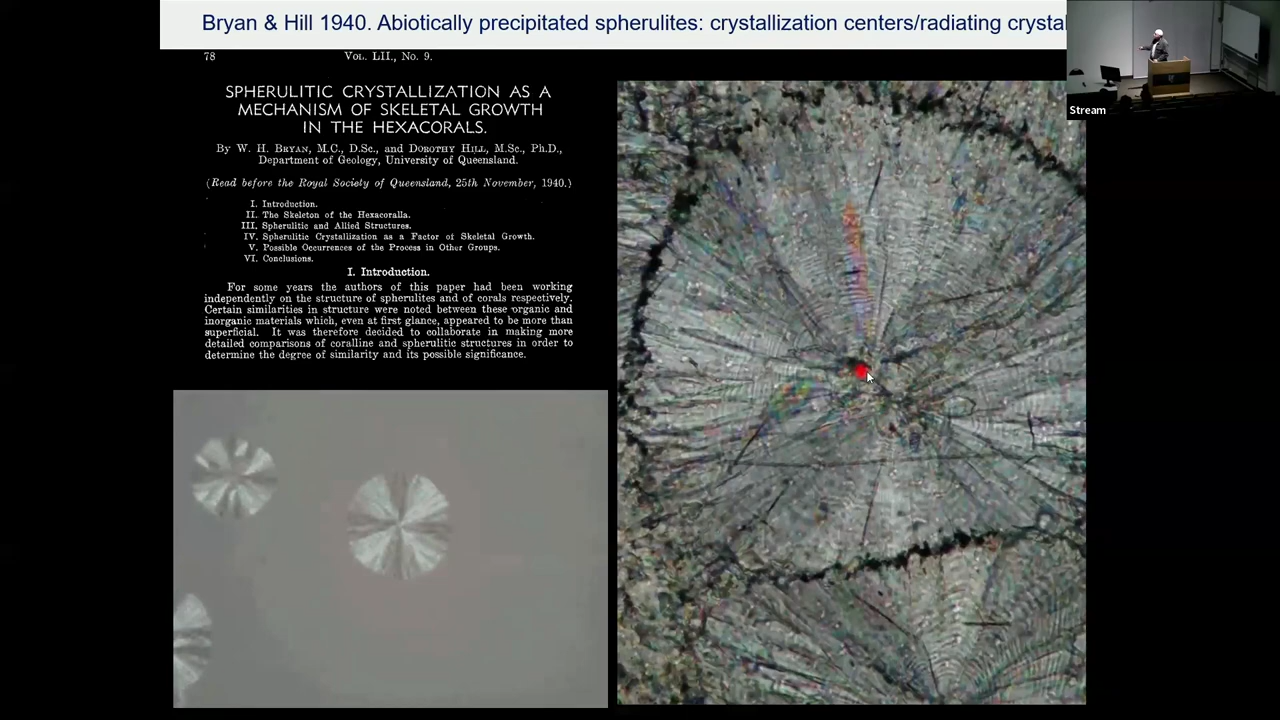 Bryan & Hill 1940. Abiotically precipitated spherulites: crystallization centers/radiating crystal
Stream
78 VOL. LII., No. 9.
SPHERULITIC CRYSTALLIZATION AS A
MECHANISM OF SKELETAL GROWTH
IN THE HEXACORALS.
By W. H. BRYAN, M.C., D.Sc., and DOROTHY HILL, M.Sc., Ph.D.,
Department of Geology, University of Queensland.
(Read before the Royal Society of Queensland, 25th November, 1940.)
I. Introduction.
II. The Skeleton of the Hexacoralla.
III. Spherulitic and Allied Structures.
IV. Spherulitic Crystallization as a Factor of Skeletal Growth.
V. Possible Occurrences of the Process in Other Groups.
VI. Conclusions.
I. Introduction.
For some years the authors of this paper had been working
independently on the structure of spherulites and of corals respectively.
Certain similarities in structure were noted between these organic and
inorganic materials which, even at first glance, appeared to be more than
superficial. It was therefore decided to collaborate in making more
detailed comparisons of coralline and spherulitic structures in order to
determine the degree of similarity and its possible significance.